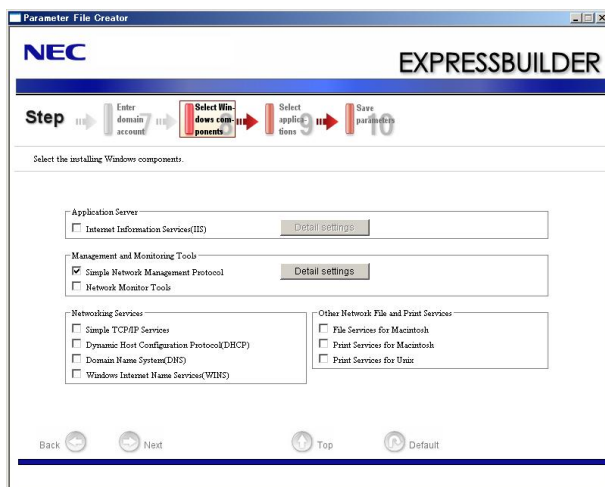 Parameter File Creator
NEC
EXPRESSBUILDER
Step
Enter
domain
account
7
Select Win-
dows com-
ponents
8
Select
applica-
tions
9
Save
parameters
10
Select the installing Windows components.
Application Server
Internet Information Services(IIS)
Detail settings
Management and Monitoring Tools
Simple Network Management Protocol
Detail settings
Network Monitor Tools
Networking Services
Simple TCP/IP Services
Dynamic Host Configuration Protocol(DHCP)
Domain Name System(DNS)
Windows Internet Name Services(WINS)
Other Network File and Print Services
File Services for Macintosh
Print Services for Macintosh
Print Services for Unix
Back
Next
Top
Default